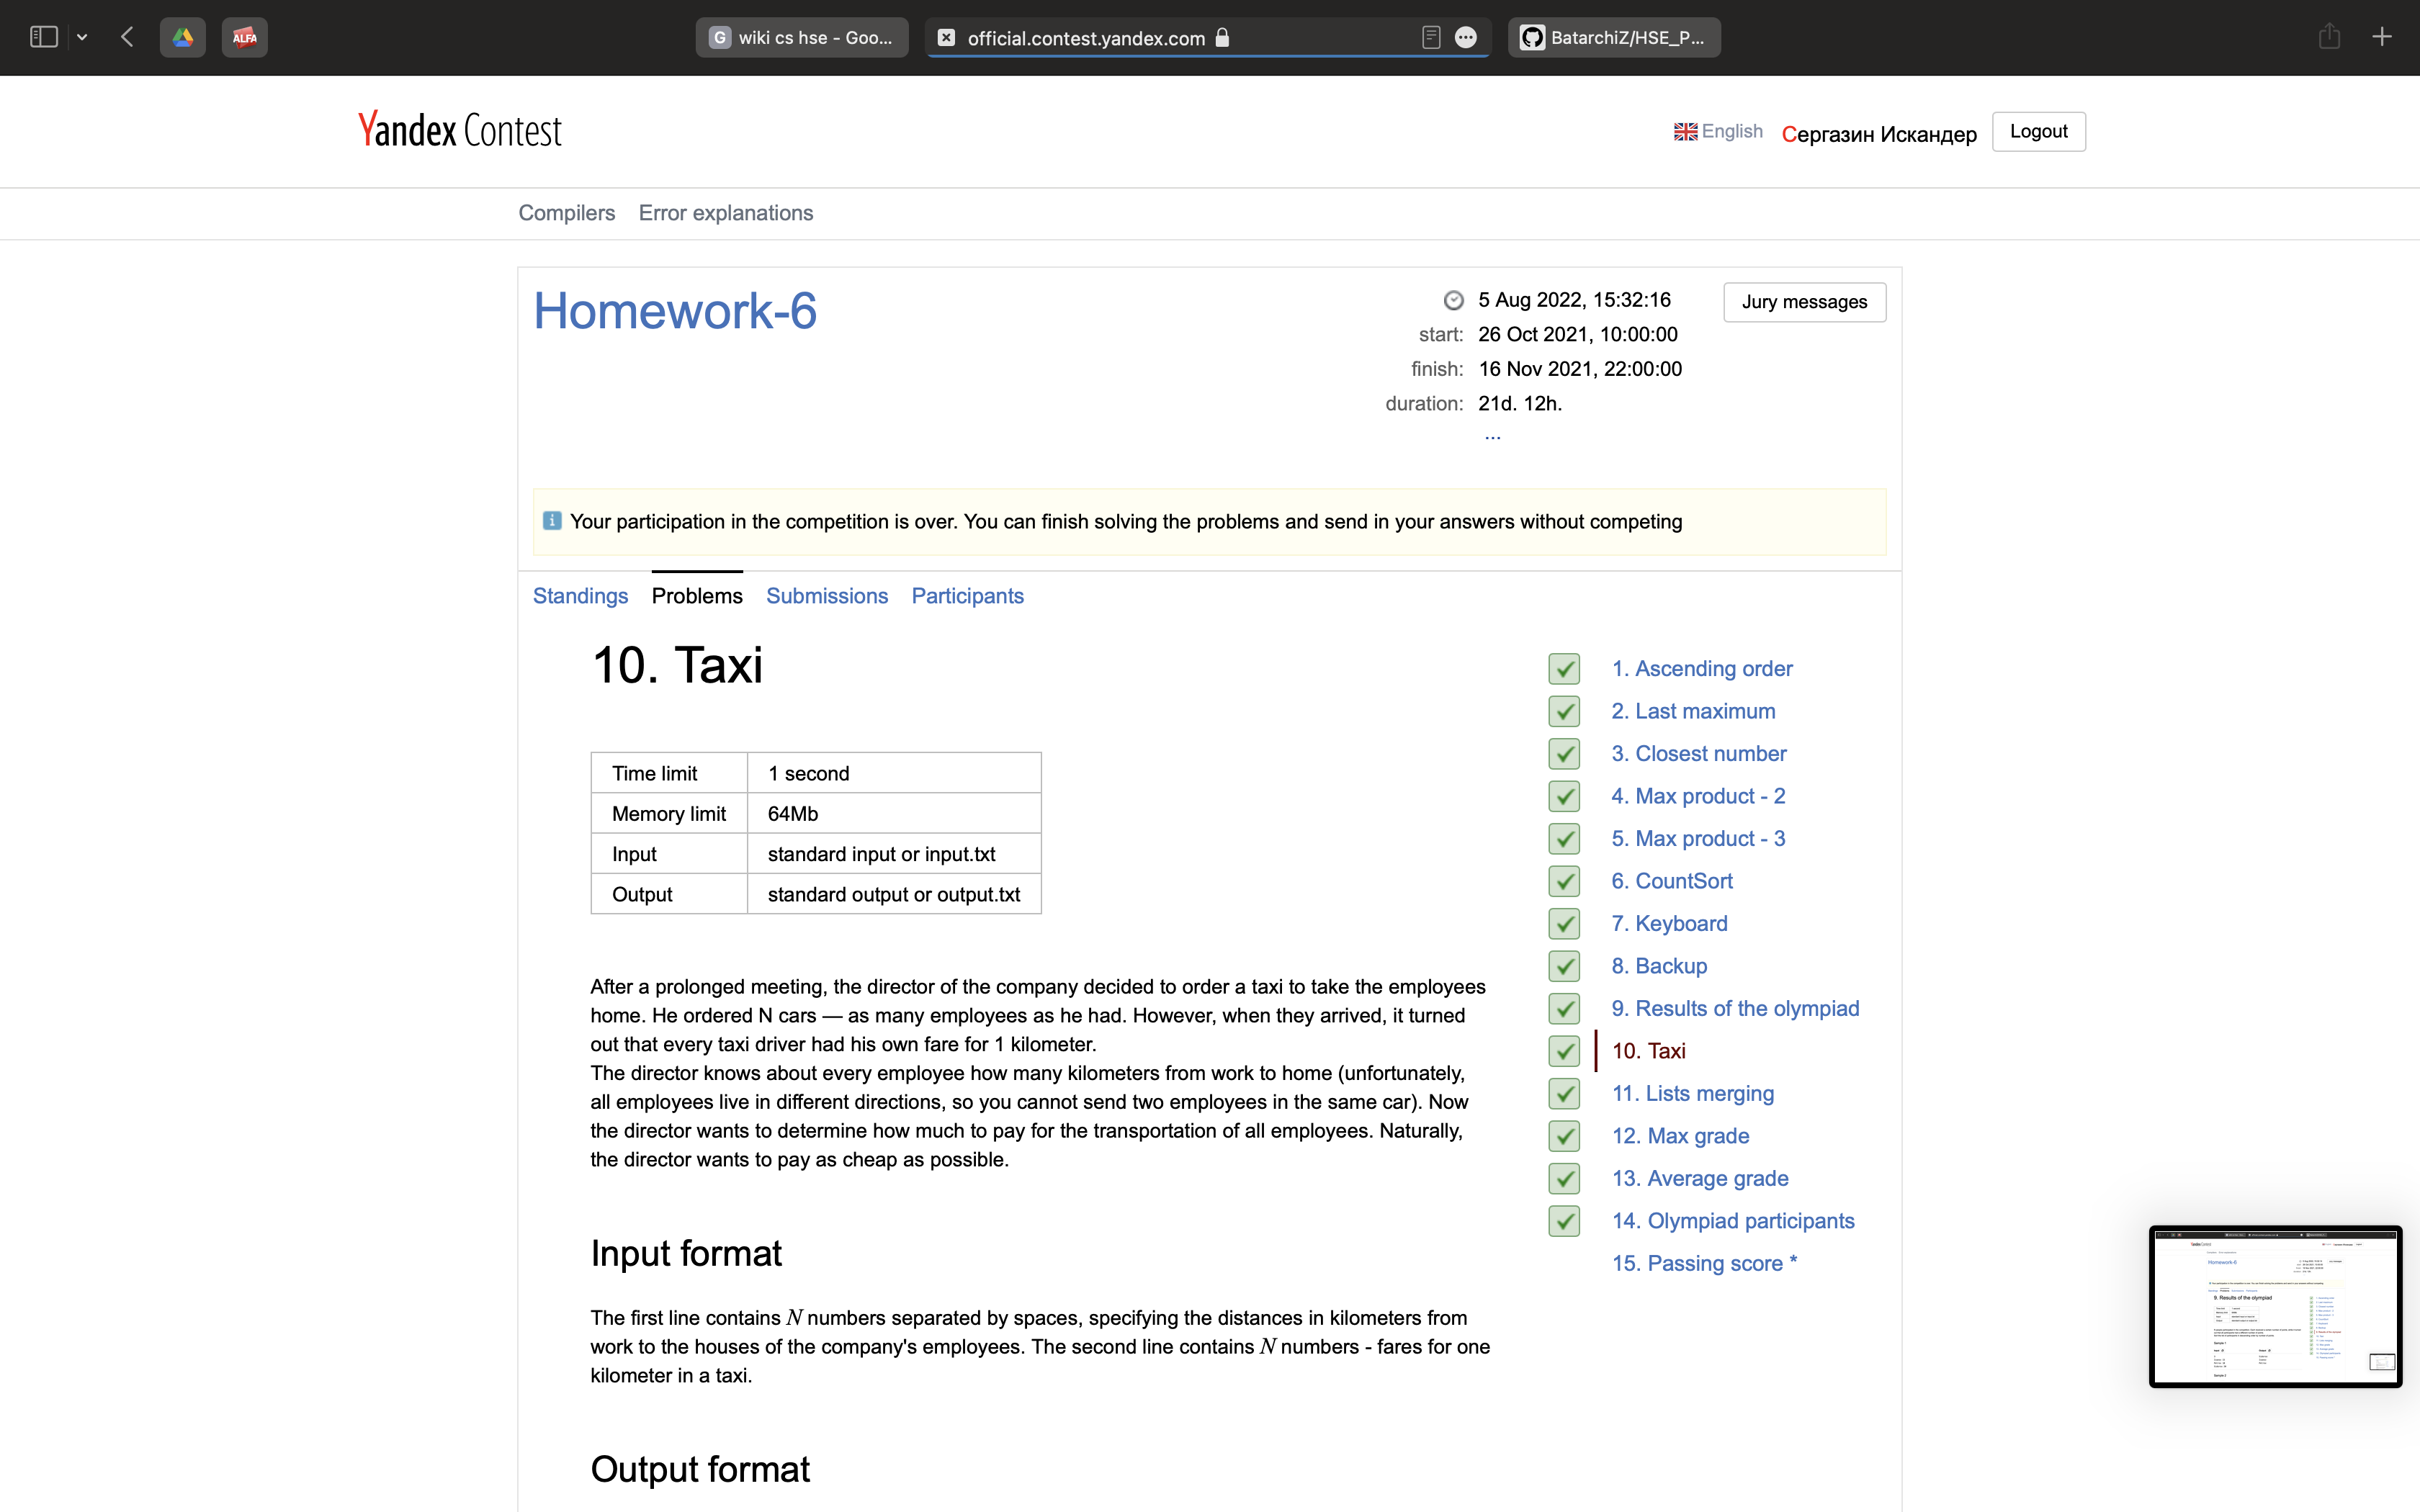 ALFA
G wiki cs hse - Goo...
official.contest.yandex.com
BatarchiZ/HSE_P...
Yandex Contest
English
Сергазин Искандер
Logout
Compilers
Error explanations
Homework-6
5 Aug 2022, 15:32:16
start: 26 Oct 2021, 10:00:00
finish: 16 Nov 2021, 22:00:00
duration: 21d. 12h.
...
Jury messages
Your participation in the competition is over. You can finish solving the problems and send in your answers without competing
Standings
Problems
Submissions
Participants
10. Taxi
Time limit 1 second
Memory limit 64Mb
Input standard input or input.txt
Output standard output or output.txt
After a prolonged meeting, the director of the company decided to order a taxi to take the employees
home. He ordered N cars — as many employees as he had. However, when they arrived, it turned
out that every taxi driver had his own fare for 1 kilometer.
The director knows about every employee how many kilometers from work to home (unfortunately,
all employees live in different directions, so you cannot send two employees in the same car). Now
the director wants to determine how much to pay for the transportation of all employees. Naturally,
the director wants to pay as cheap as possible.
Input format
The first line contains N numbers separated by spaces, specifying the distances in kilometers from
work to the houses of the company's employees. The second line contains N numbers - fares for one
kilometer in a taxi.
Output format
1. Ascending order
2. Last maximum
3. Closest number
4. Max product - 2
5. Max product - 3
6. CountSort
7. Keyboard
8. Backup
9. Results of the olympiad
10. Taxi
11. Lists merging
12. Max grade
13. Average grade
14. Olympiad participants
15. Passing score *
Homework-6
9. Results of the olympiad